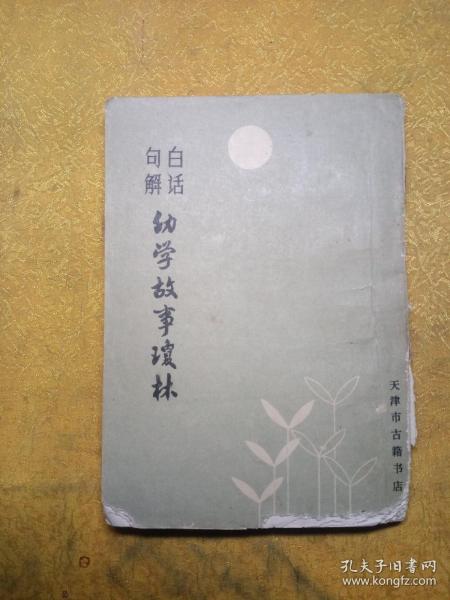 白话
句解
幼学故事琼林
天津市古籍书店
孔夫子旧书网
www.kongfz.com